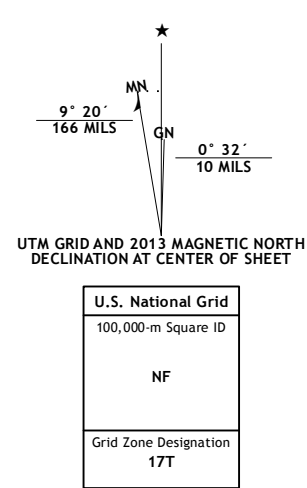 ★
MN
9° 20´
166 MILS
GN
0° 32´
10 MILS
UTM GRID AND 2013 MAGNETIC NORTH
DECLINATION AT CENTER OF SHEET
U.S. National Grid
100,000-m Square ID
NF
Grid Zone Designation
17T